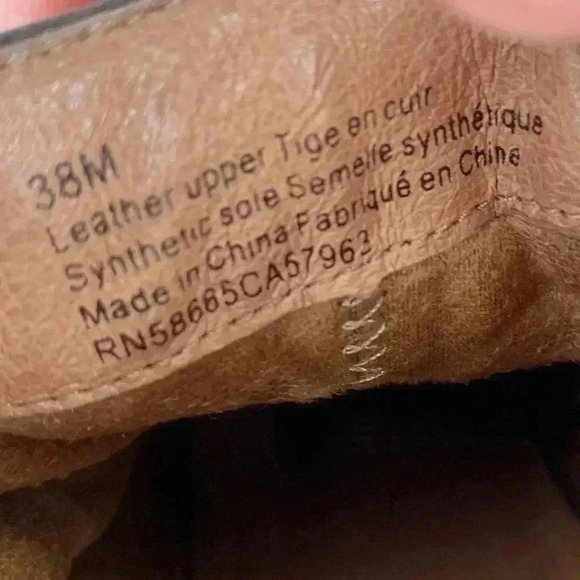 38M
Leather upper Tige en cuir
Synthetic sole Semelle synthétique
Made in China Fabriqué en Chine
RN58665CA57963